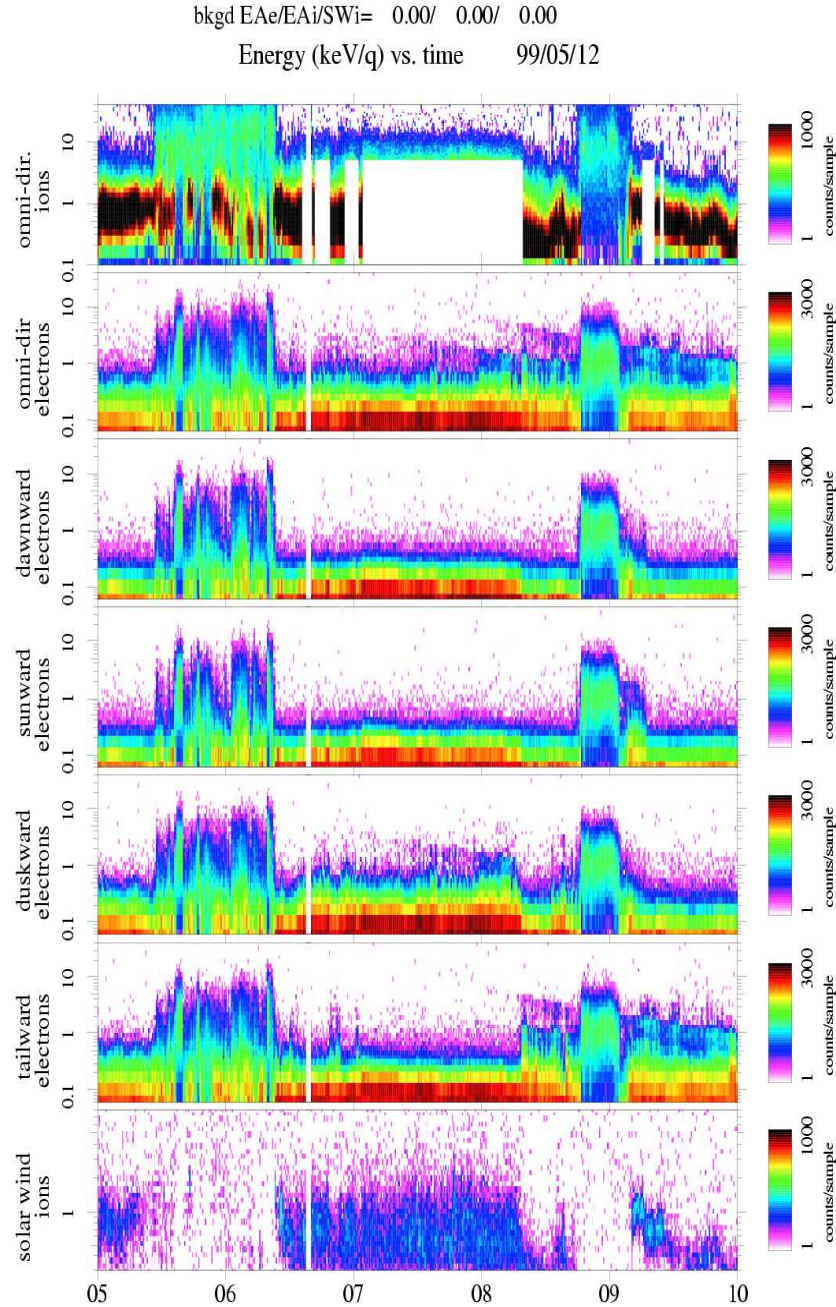 bkgd EAe/EAi/SWi= 0.00/ 0.00/ 0.00
Energy (keV/q) vs. time 99/05/12
omni-dir.
ions
10
1
0.1
1000
1
counts/sample
omni-dir
electrons
0.1
10
1
0.1
3000
1
counts/sample
dawnward
electrons
10
1
0.1
3000
1
counts/sample
sunward
electrons
10
1
0.1
3000
1
counts/sample
duskward
electrons
10
1
0.1
3000
1
counts/sample
tailward
electrons
10
1
0.1
3000
1
counts/sample
solar wind
ions
1
1000
1
counts/sample
05 06 07 08 09 10